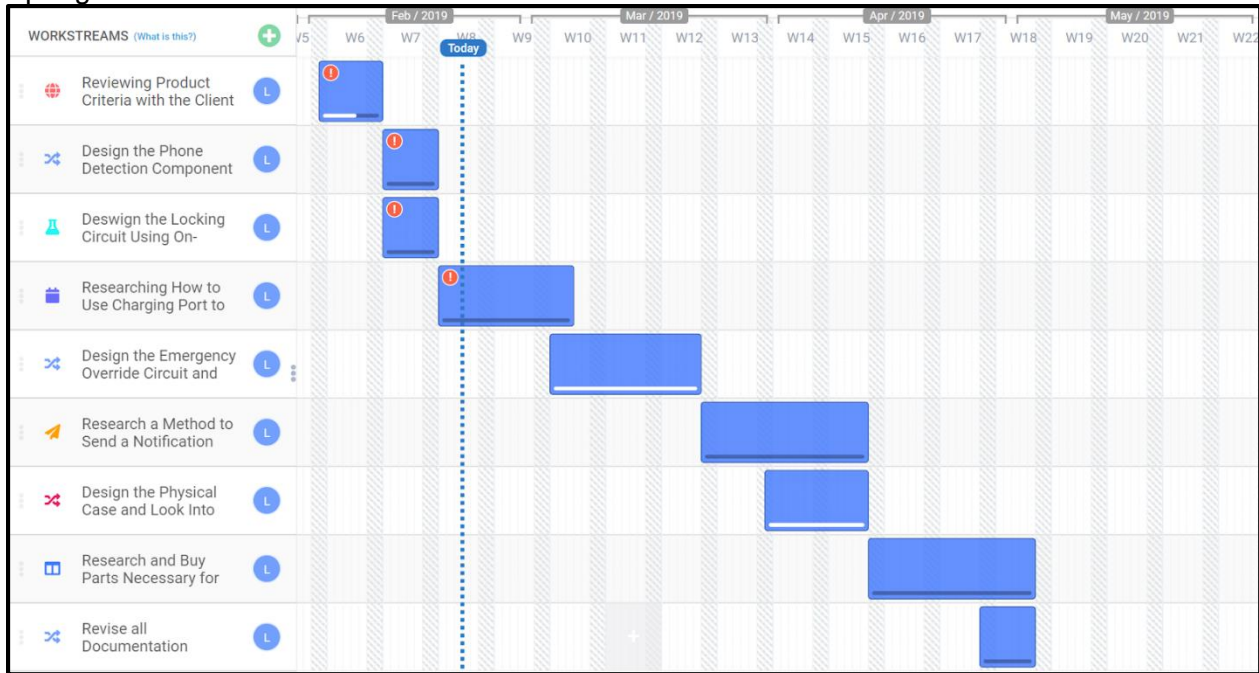 Feb / 2019 Mar / 2019 Apr / 2019 May / 2019
WORKSTREAMS (What is this?) W6 W7 W8 W9 W10 W11 W12 W13 W14 W15 W16 W17 W18 W19 W20 W21 W22
Today
Reviewing Product
Criteria with the Client
L
Design the Phone
Detection Component
L
Deswign the Locking
Circuit Using On-
L
Researching How to
Use Charging Port to
L
Design the Emergency
Override Circuit and
L
Research a Method to
Send a Notification
L
Design the Physical
Case and Look Into
L
Research and Buy
Parts Necessary for
L
Revise all
Documentation
L